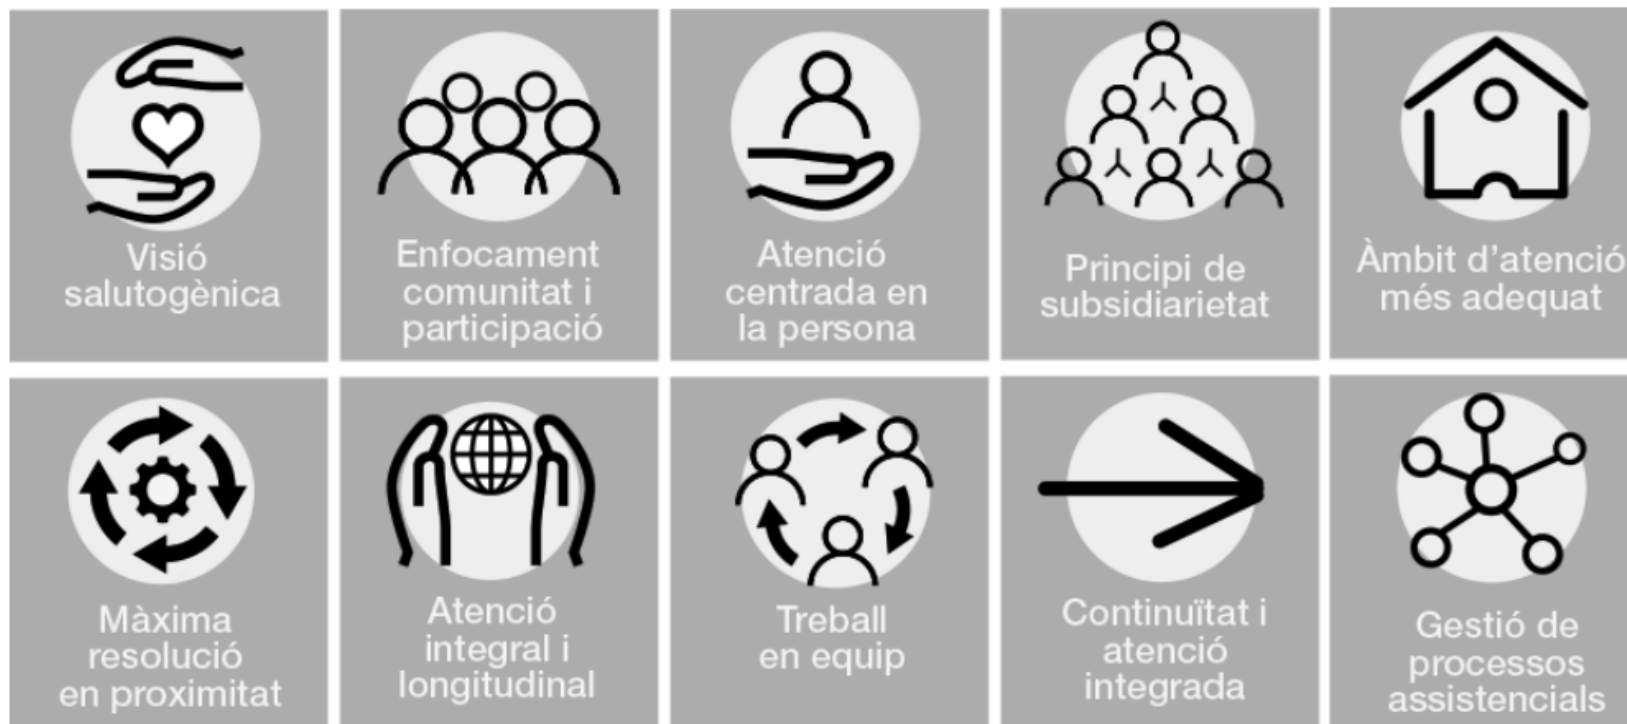 Visió
salutogènica
Enfocament
comunitat i
participació
Atenció
centrada en
la persona
Principi de
subsidiarietat
Àmbit d'atenció
més adequat
Màxima
resolució
en proximitat
Atenció
integral i
longitudinal
Treball
en equip
Continuïtat i
atenció
integrada
Gestió de
processos
assistencials